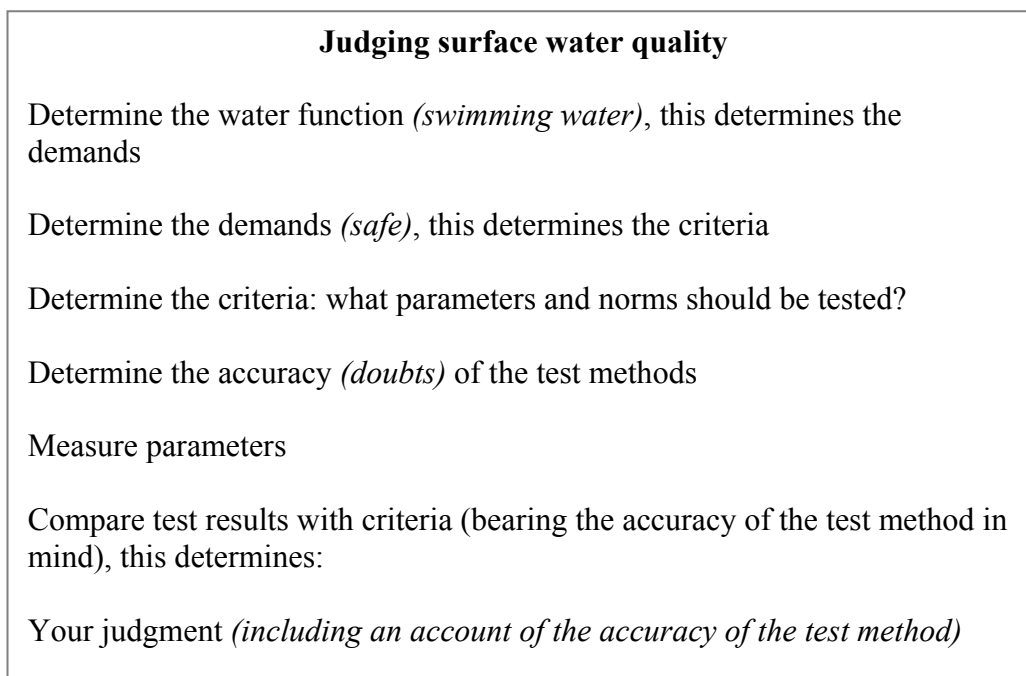 Judging surface water quality
Determine the water function (swimming water), this determines the
demands
Determine the demands (safe), this determines the criteria
Determine the criteria: what parameters and norms should be tested?
Determine the accuracy (doubts) of the test methods
Measure parameters
Compare test results with criteria (bearing the accuracy of the test method in
mind), this determines:
Your judgment (including an account of the accuracy of the test method)